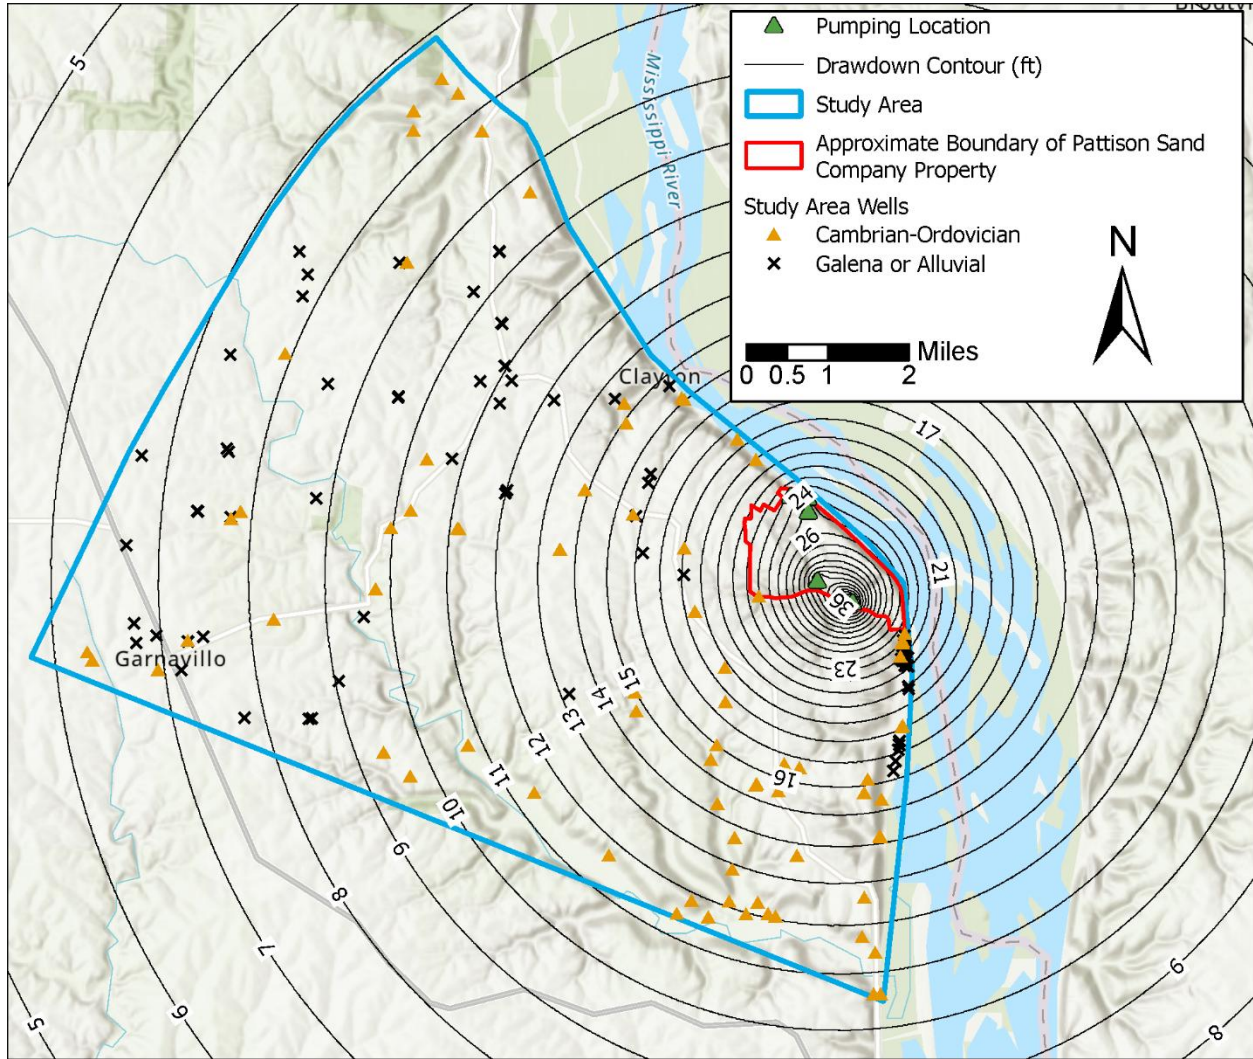 Pumping Location
Drawdown Contour (ft)
Study Area
Approximate Boundary of Pattison Sand
Company Property
Study Area Wells
Cambrian-Ordovician
Galena or Alluvial
N
Miles
0 0.5 1 2
Mississippi River
5
Clayton
17
24
26
21
36
Garnavillo
23
15
14
13
12
16
11
10
9
8
7
6
5
9
8